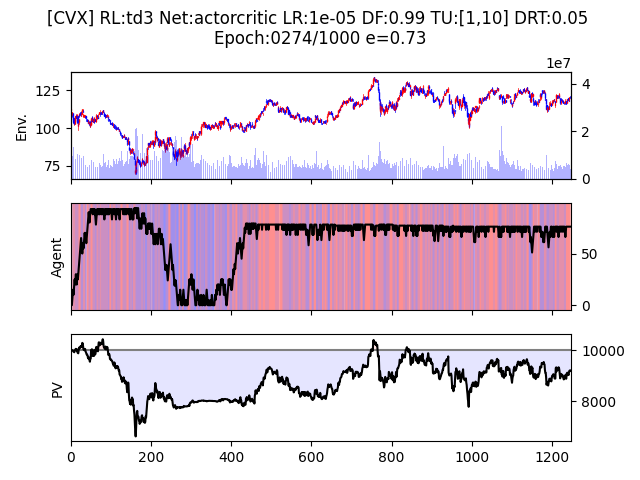 [CVX] RL:td3 Net:actorcritic LR:1e-05 DF:0.99 TU:[1,10] DRT:0.05
Epoch:0274/1000 e=0.73
1e7
125
100
75
Env.
4
2
0
Agent
50
0
PV
10000
8000
0 200 400 600 800 1000 1200